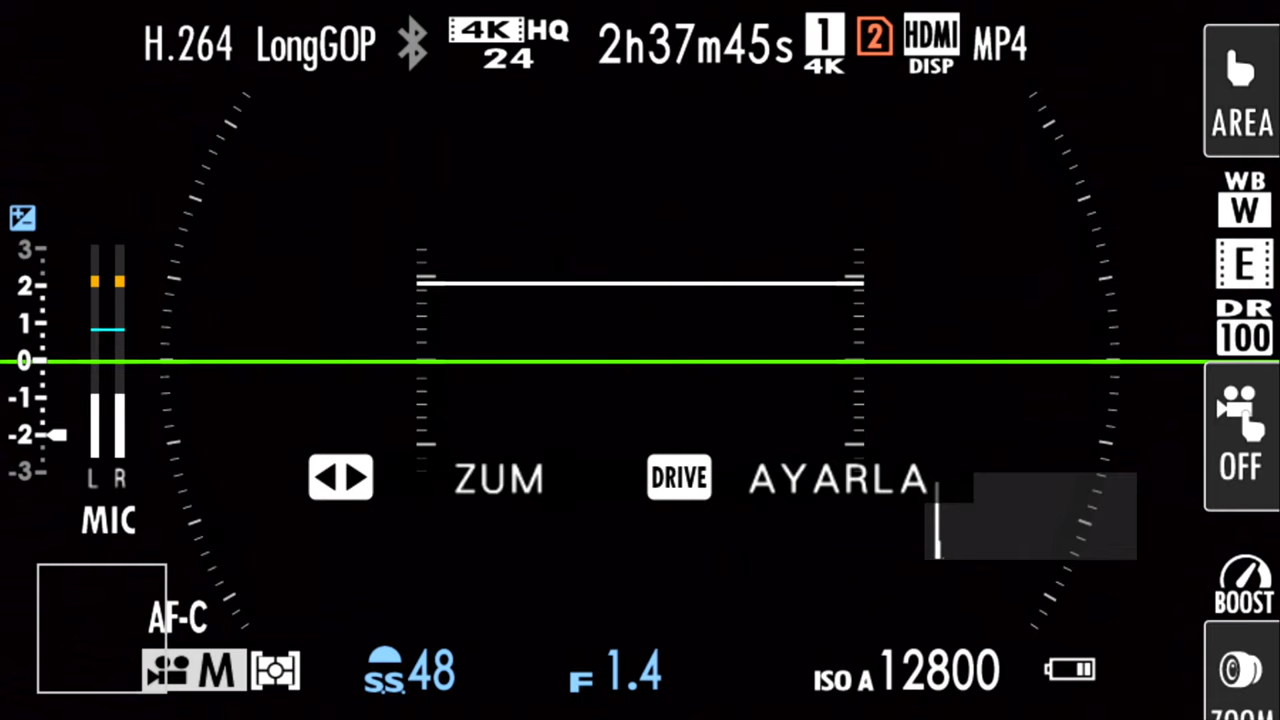 H.264 LongGOP 4K HQ 24 2h37m45s 1 4K 2 HDMI DISP MP4
AREA
WB
W
E
DR
100
3
2
1
0
-1
-2
-3
L R
MIC
ZUM DRIVE AYARLA
OFF
BOOST
AF-C
M S.S. 48 F 1.4 ISO A 12800
ZOOM